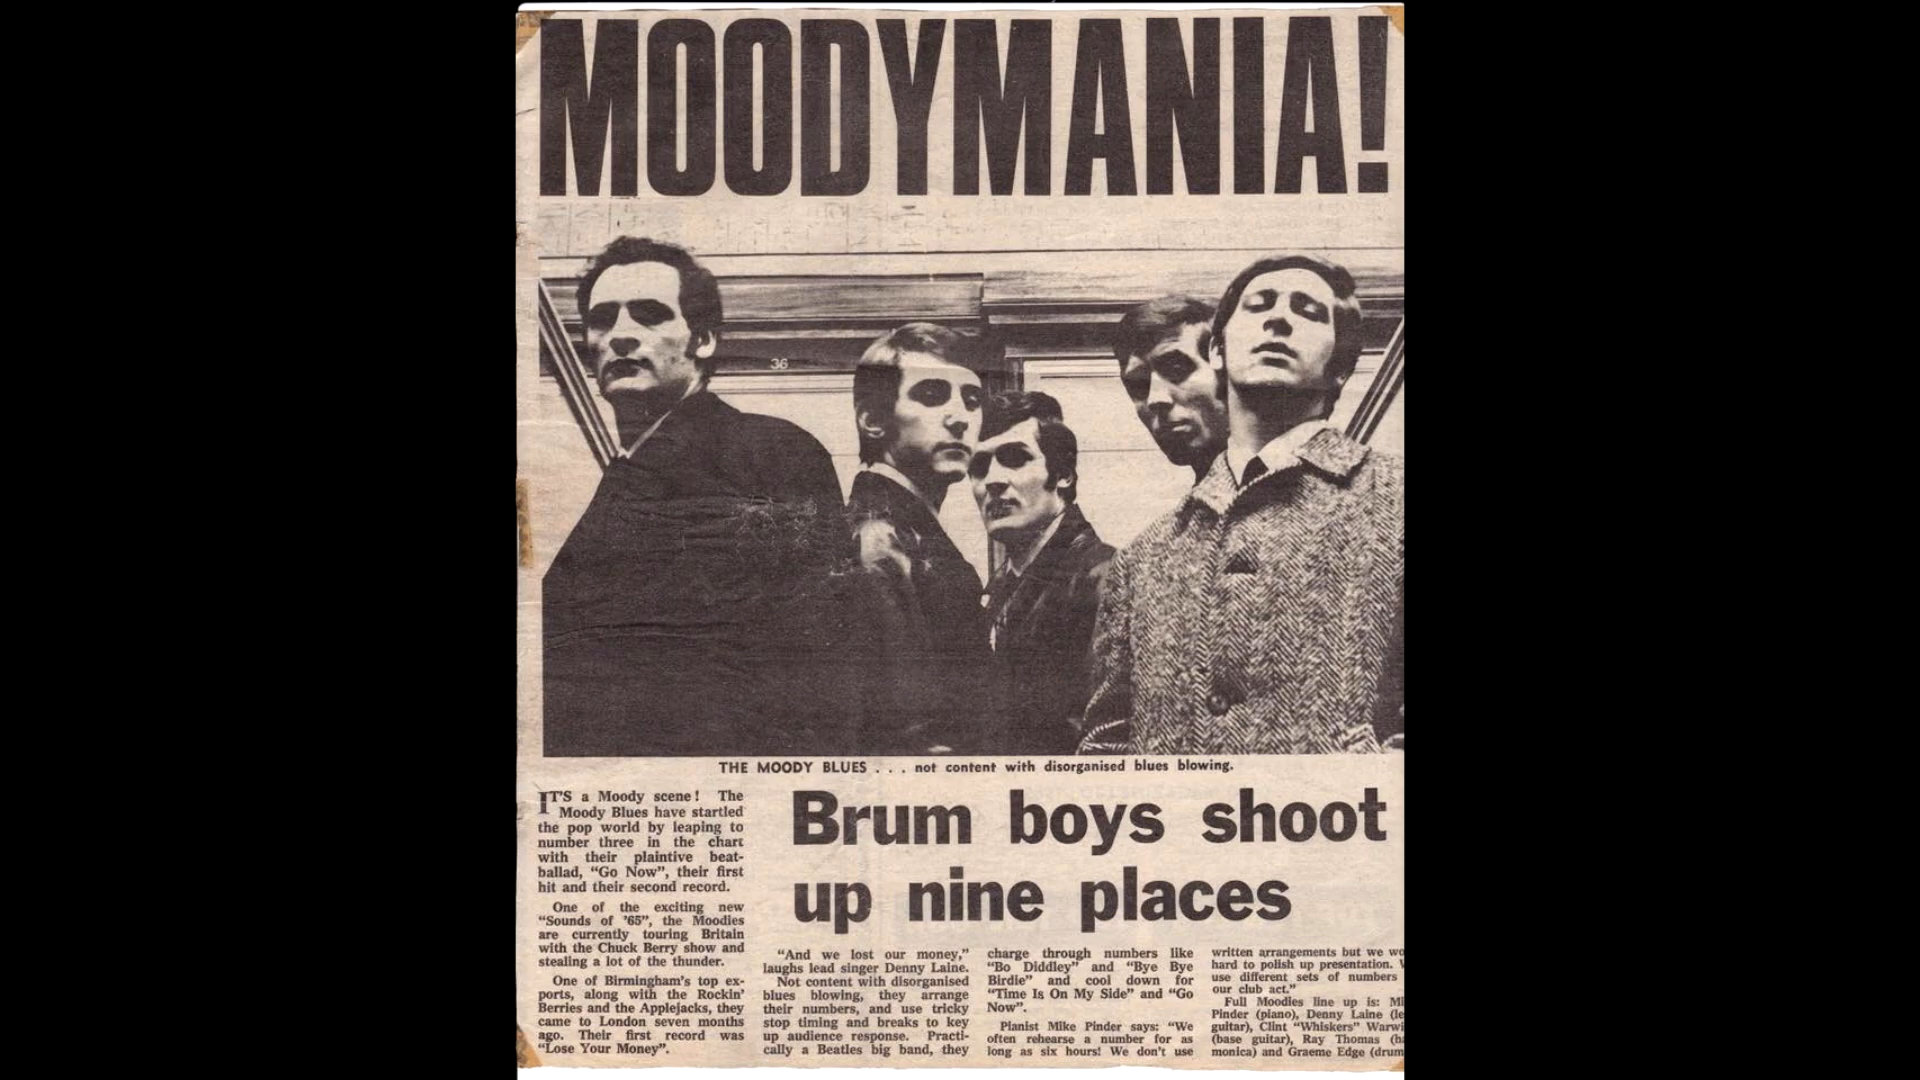 MOODYMANIA!
36
THE MOODY BLUES . . . not content with disorganised blues blowing.
IT'S a Moody scene! The
Moody Blues have startled
the pop world by leaping to
number three in the chart
with their plaintive beat-
ballad, "Go Now", their first
hit and their second record.
One of the exciting new
"Sounds of '65", the Moodies
are currently touring Britain
with the Chuck Berry show and
stealing a lot of the thunder.
One of Birmingham's top ex-
ports, along with the Rockin'
Berries and the Applejacks, they
came to London seven months
ago. Their first record was
"Lose Your Money".
Brum boys shoot
up nine places
"And we lost our money,"
laughs lead singer Denny Laine.
Not content with disorganised
blues blowing, they arrange
their numbers, and use tricky
stop timing and breaks to key
up audience response. Practi-
cally a Beatles big band, they
charge through numbers like
"Bo Diddley" and "Bye Bye
Birdie" and cool down for
"Time Is On My Side" and "Go
Now".
Pianist Mike Pinder says: "We
often rehearse a number for as
long as six hours! We don't use
written arrangements but we wo
hard to polish up presentation.
use different sets of numbers
our club act."
Full Moodies line up is: Mi
Pinder (piano), Denny Laine (le
guitar), Clint "Whiskers" Warwi
(base guitar), Ray Thomas (ha
monica) and Graeme Edge (drum